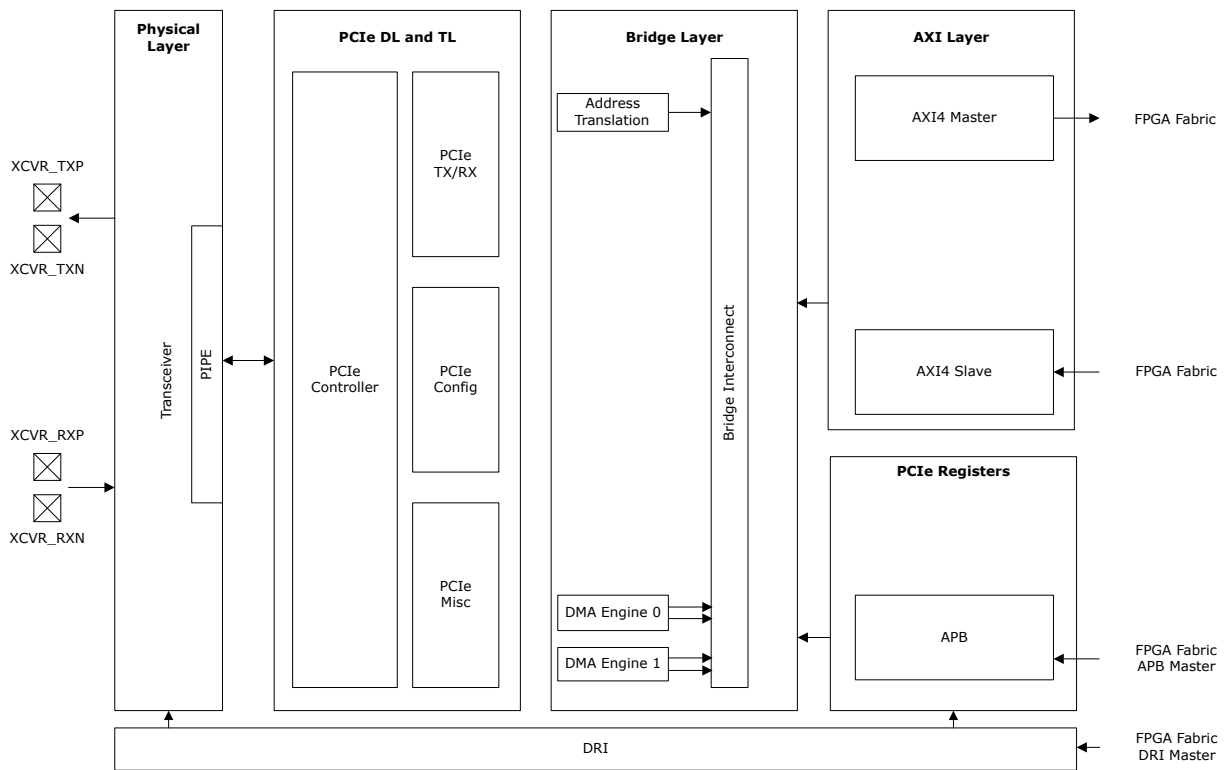 Physical
Layer
PCIe DL and TL
Bridge Layer
AXI Layer
Address
Translation
AXI4 Master
FPGA Fabric
PCIe
TX/RX
XCVR_TXP
XCVR_TXN
Transceiver
PIPE
PCIe
Controller
PCIe
Config
Bridge Interconnect
AXI4 Slave
FPGA Fabric
XCVR_RXP
XCVR_RXN
PCIe Registers
PCIe
Misc
DMA Engine 0
DMA Engine 1
APB
FPGA Fabric
APB Master
DRI
FPGA Fabric
DRI Master